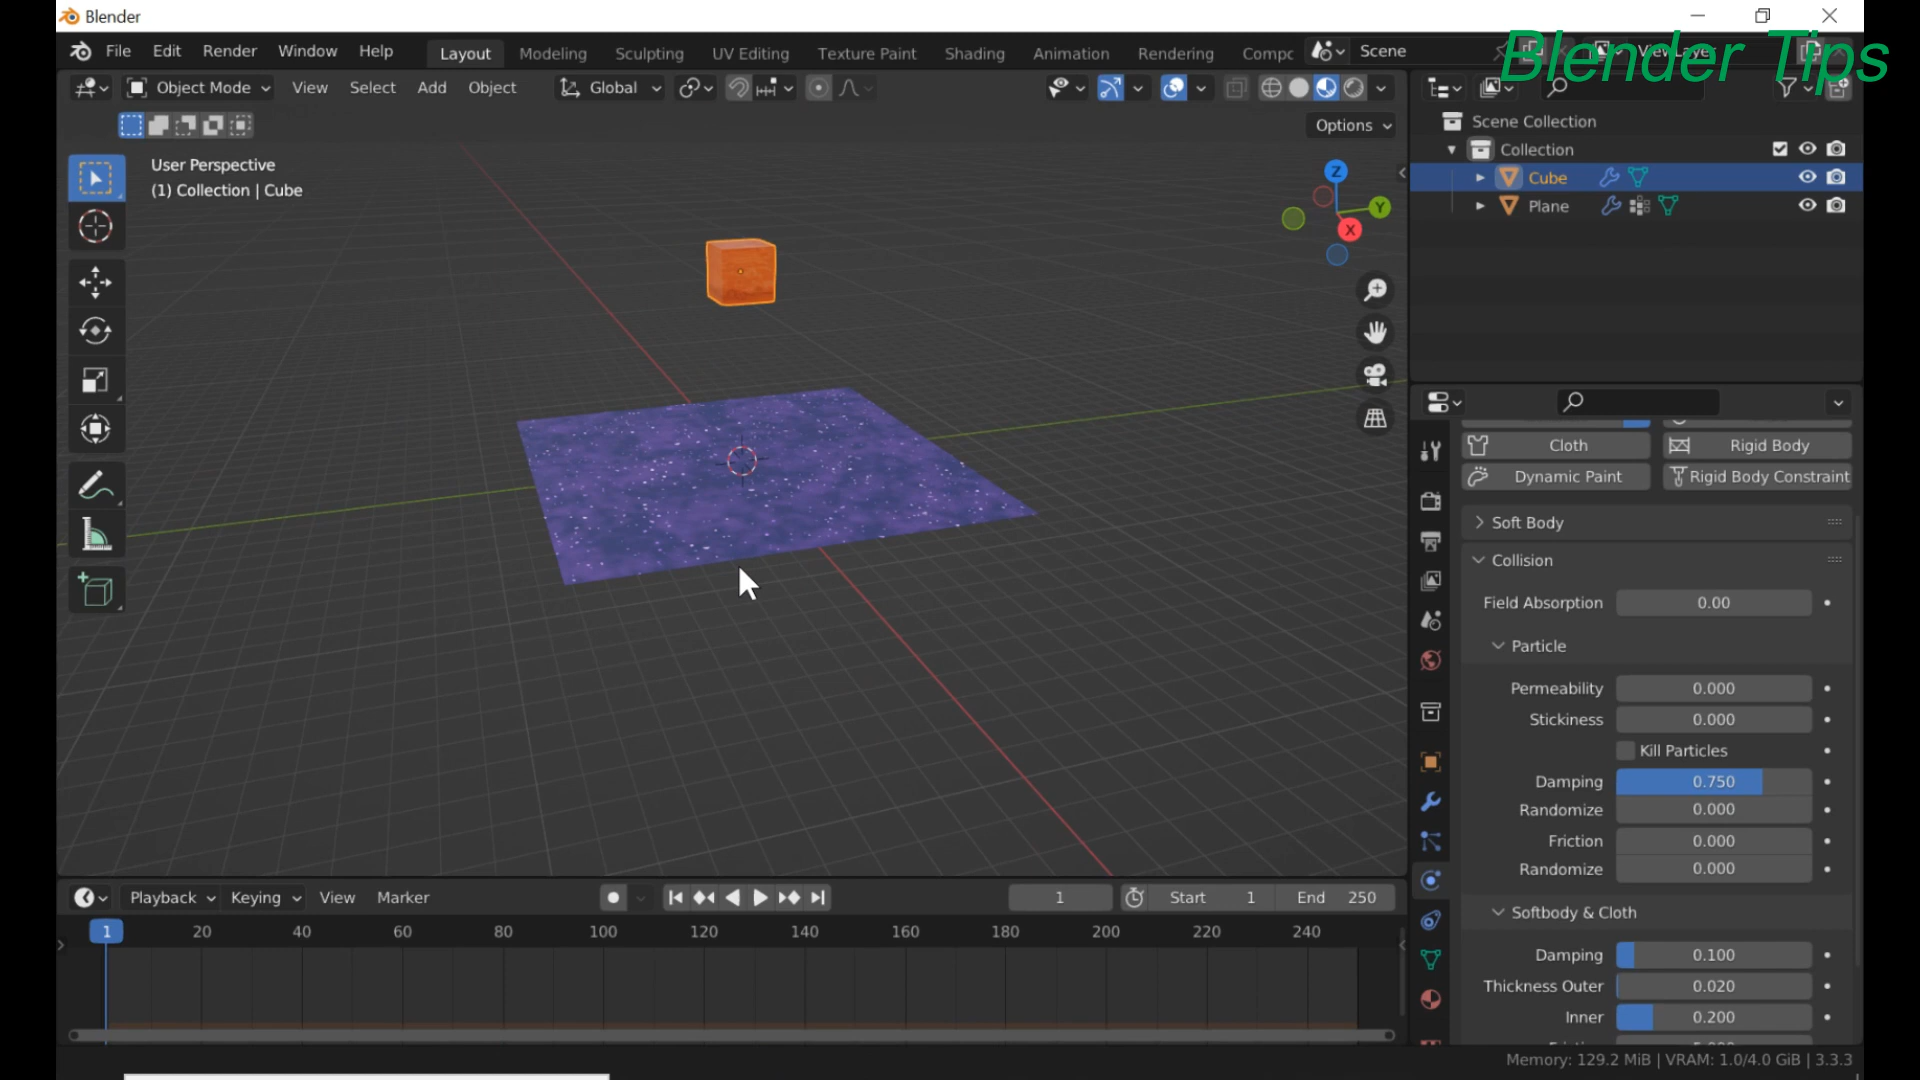 Blender
File Edit Render Window Help Layout Modeling Sculpting UV Editing Texture Paint Shading Animation Rendering Compc Scene ViewLayer
Blender Tips
Object Mode View Select Add Object Global
Options
User Perspective
(1) Collection | Cube
Z
Y
X
Scene Collection
Collection
Cube
Plane
Cloth Rigid Body
Dynamic Paint Rigid Body Constraint
Soft Body
Collision
Field Absorption 0.00
Particle
Permeability 0.000
Stickiness 0.000
Kill Particles
Damping 0.750
Randomize 0.000
Friction 0.000
Randomize 0.000
Softbody & Cloth
Damping 0.100
Thickness Outer 0.020
Inner 0.200
Playback Keying View Marker 1 Start 1 End 250
1 20 40 60 80 100 120 140 160 180 200 220 240
Memory: 129.2 MiB | VRAM: 1.0/4.0 GiB | 3.3.3